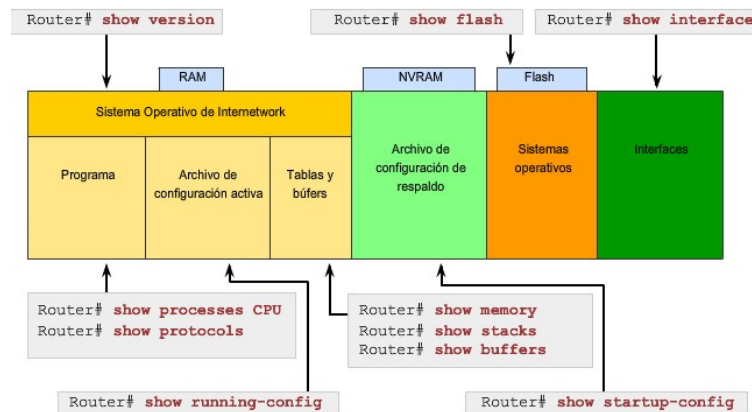 Router# show version
Router# show flash
Router# show interface
RAM
NVRAM
Flash
Sistema Operativo de Internetwork
Programa
Archivo de
configuración activa
Tablas y
búfers
Archivo de
configuración de
respaldo
Sistemas
operativos
Interfaces
Router# show processes CPU
Router# show protocols
Router# show memory
Router# show stacks
Router# show buffers
Router# show running-config
Router# show startup-config